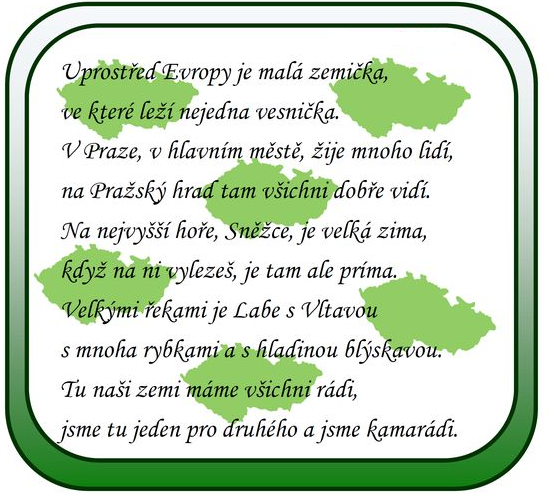 Uprostřed Evropy je malá zemička,
ve které leží nejedna vesnička.
V Praze, v hlavním městě, žije mnoho lidí,
na Pražský hrad tam všichni dobře vidí.
Na nejvyšší hoře, Sněžce, je velká zima,
když na ni vylezeš, je tam ale príma.
Velkými řekami je Labe s Vltavou
s mnoha rybkami a s hladinou blýskavou.
Tu naši zemi máme všichni rádi,
jsme tu jeden pro druhého a jsme kamarádi.